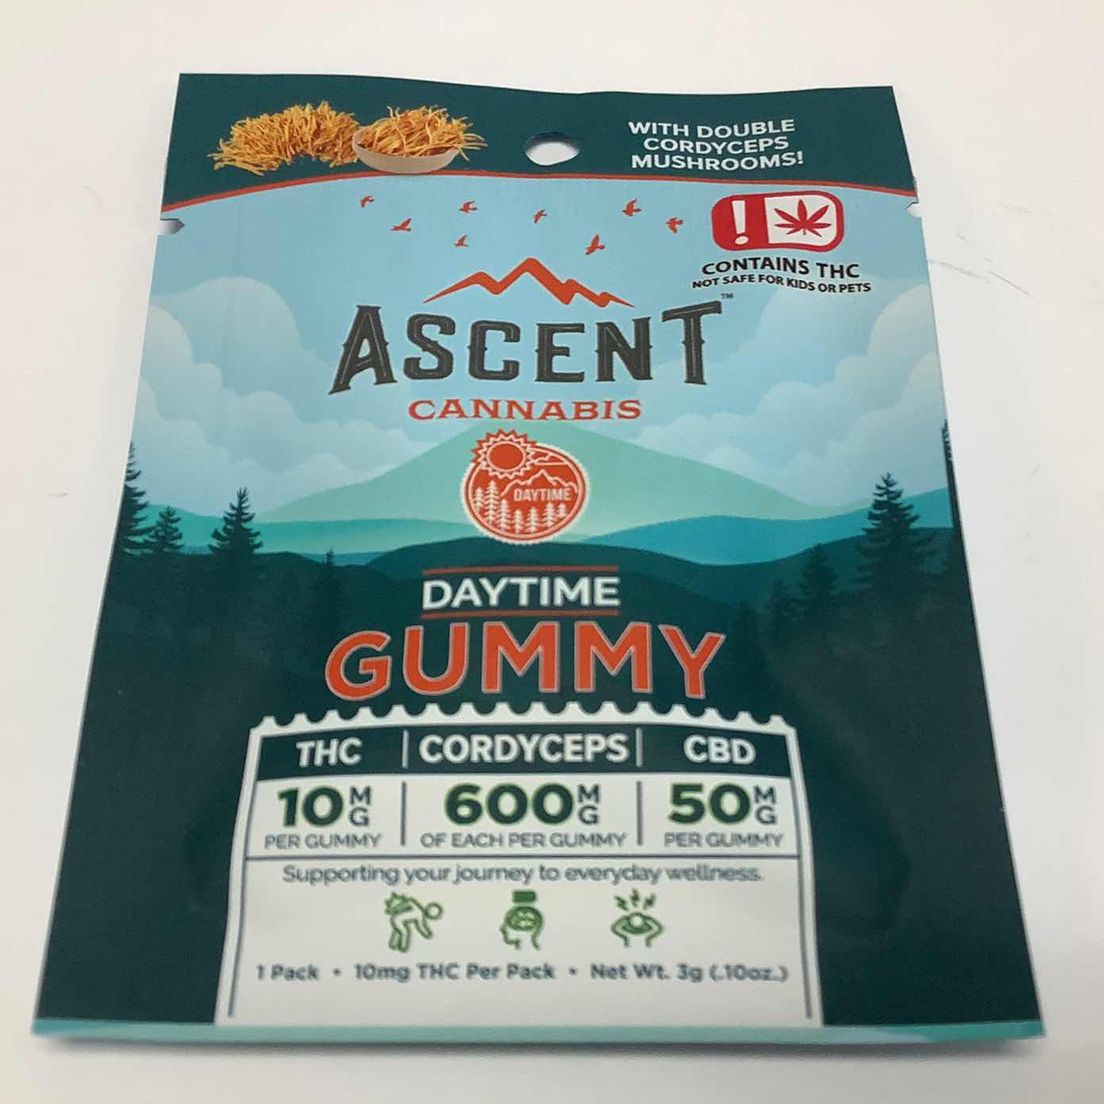 WITH DOUBLE
CORDYCEPS
MUSHROOMS!
!
CONTAINS THC
NOT SAFE FOR KIDS OR PETS
ASCENT™
CANNABIS
DAYTIME
DAYTIME
GUMMY
THC | CORDYCEPS | CBD
10MG 600MG 50MG
PER GUMMY OF EACH PER GUMMY PER GUMMY
Supporting your journey to everyday wellness.
1 Pack • 10mg THC Per Pack • Net Wt. 3g (.10oz.)